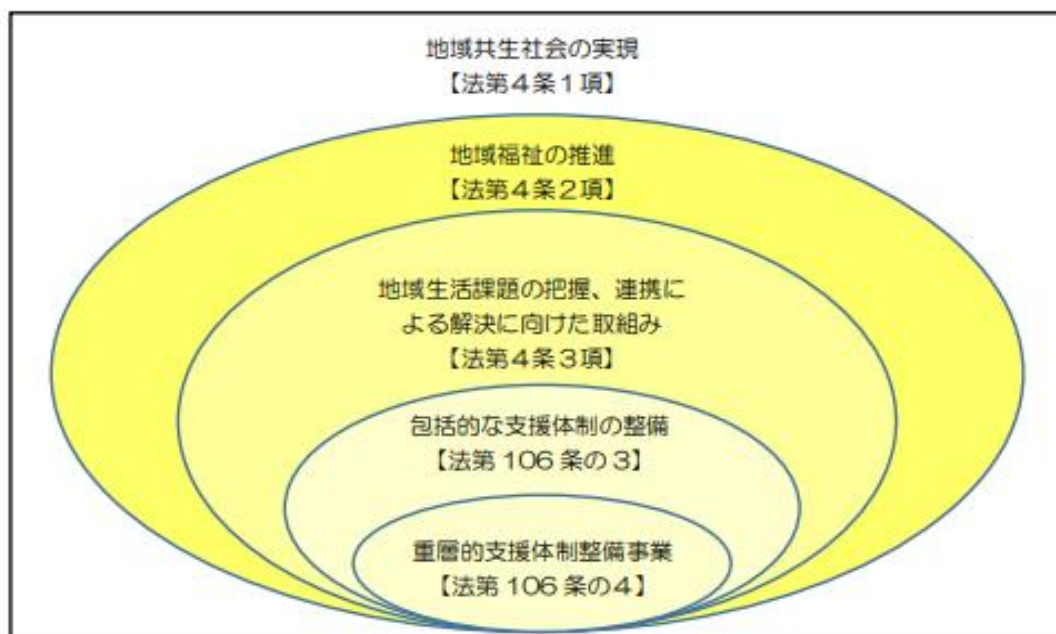 地域共生社会の実現
【法第４条１項】
地域福祉の推進
【法第４条２項】
地域生活課題の把握、連携に
よる解決に向けた取組み
【法第４条３項】
包括的な支援体制の整備
【法第 106 条の３】
重層的支援体制整備事業
【法第 106 条の４】